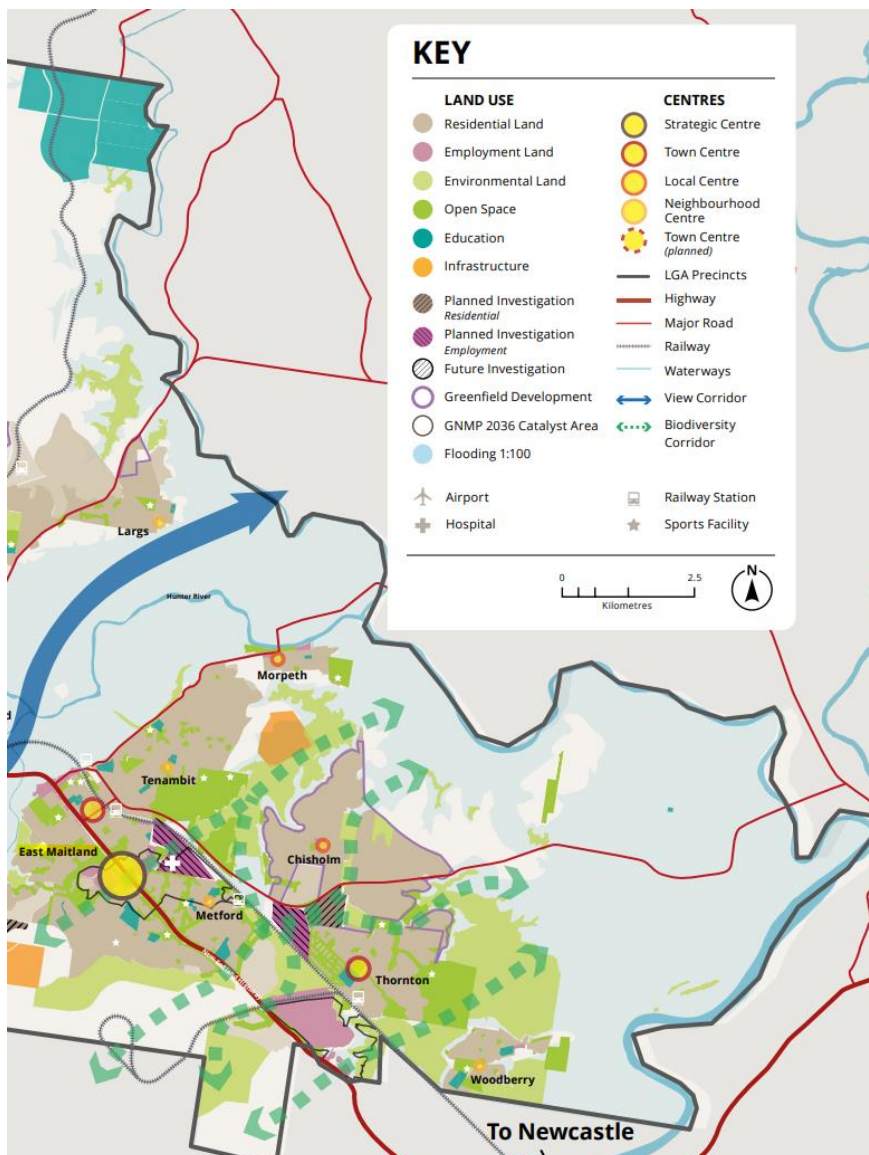 KEY
LAND USE
Residential Land
Employment Land
Environmental Land
Open Space
Education
Infrastructure
Planned Investigation
Residential
Planned Investigation
Employment
Future Investigation
Greenfield Development
GNMP 2036 Catalyst Area
Flooding 1:100
CENTRES
Strategic Centre
Town Centre
Local Centre
Neighbourhood
Centre
Town Centre
(planned)
LGA Precincts
Highway
Major Road
Railway
Waterways
View Corridor
Biodiversity
Corridor
Airport
Hospital
Railway Station
Sports Facility
0 2.5
Kilometres
N
Largs
Hunter River
Morpeth
d
Tenambit
East Maitland
Chisholm
Metford
Thornton
Woodberry
To Newcastle